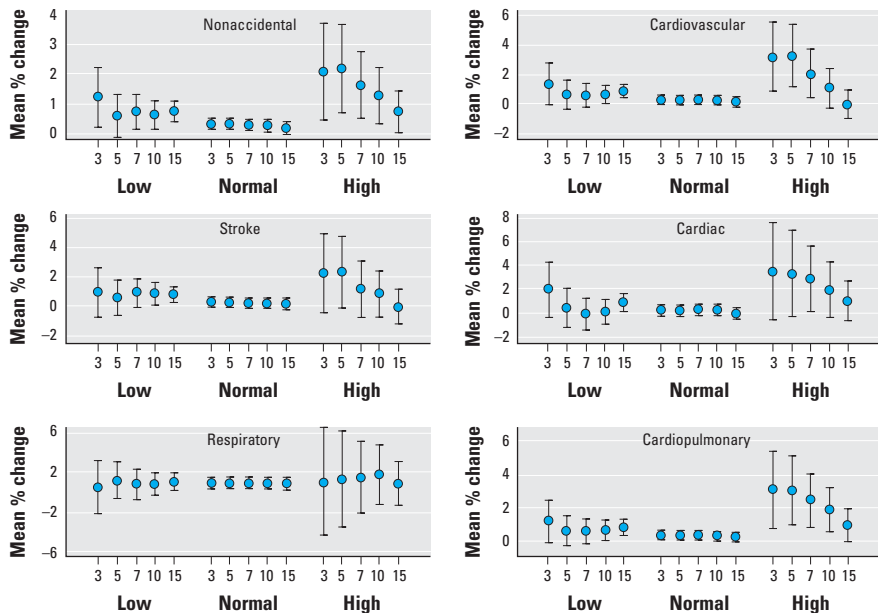 Nonaccidental
Mean % change
4
3
2
1
0
3 5 7 10 15 3 5 7 10 15 3 5 7 10 15
Low Normal High
Cardiovascular
Mean % change
6
4
2
0
–2
3 5 7 10 15 3 5 7 10 15 3 5 7 10 15
Low Normal High
Stroke
Mean % change
6
4
2
0
–2
3 5 7 10 15 3 5 7 10 15 3 5 7 10 15
Low Normal High
Cardiac
Mean % change
8
6
4
2
0
–2
3 5 7 10 15 3 5 7 10 15 3 5 7 10 15
Low Normal High
Respiratory
Mean % change
6
2
–2
–6
3 5 7 10 15 3 5 7 10 15 3 5 7 10 15
Low Normal High
Cardiopulmonary
Mean % change
6
4
2
0
3 5 7 10 15 3 5 7 10 15 3 5 7 10 15
Low Normal High